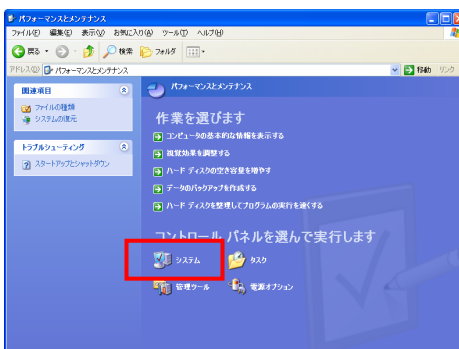 パフォーマンスとメンテナンス
ファイル(F) 編集(E) 表示(V) お気に入り(A) ツール(T) ヘルプ(H)
戻る 検索 フォルダ
アドレス(D) パフォーマンスとメンテナンス 移動 リンク
関連項目
ファイルの種類
システムの復元
トラブルシューティング
スタートアップとシャットダウン
パフォーマンスとメンテナンス
作業を選びます
コンピュータの基本的な情報を表示する
視覚効果を調整する
ハード ディスクの空き容量を増やす
データのバックアップを作成する
ハード ディスクを整理してプログラムの実行を速くする
コントロール パネルを選んで実行します
システム タスク
管理ツール 電源オプション